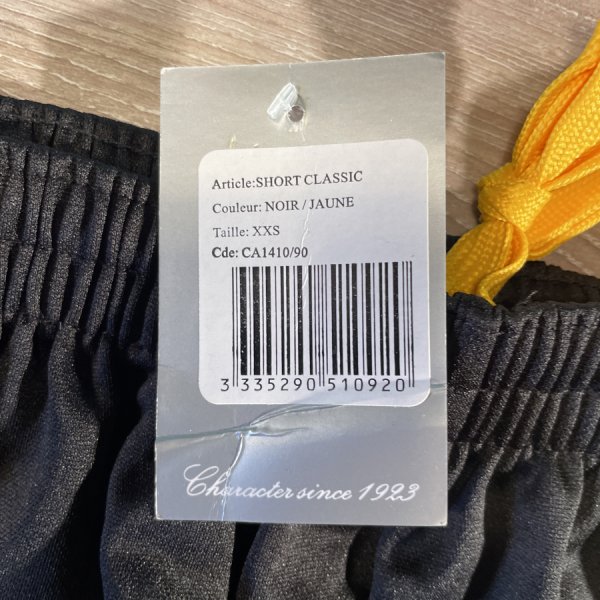 Article:SHORT CLASSIC
Couleur: NOIR / JAUNE
Taille: XXS
Cde: CA1410/90
3 335290 510920
Character since 1923